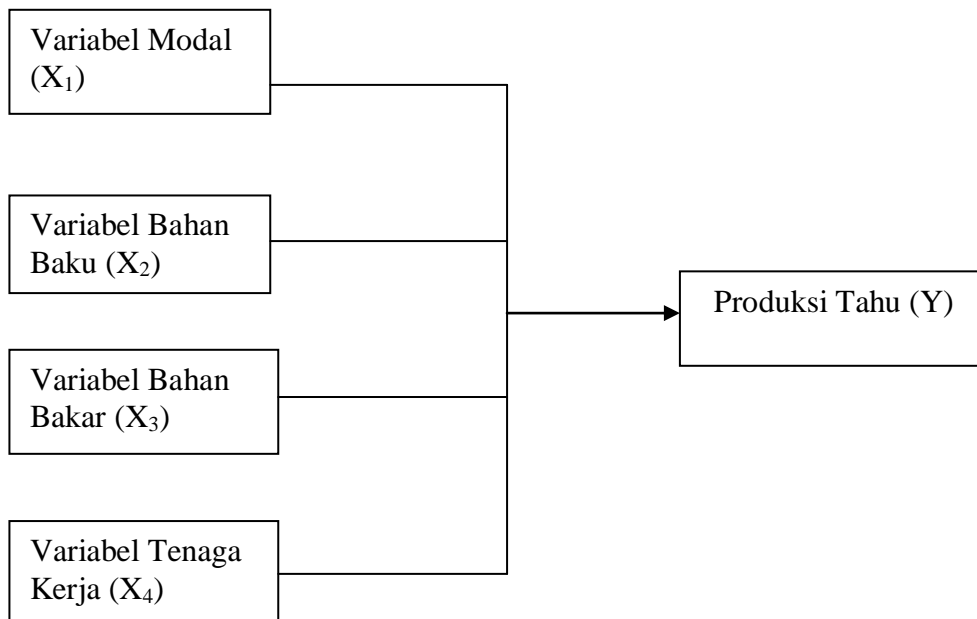 Variabel Modal
(X₁)
Variabel Bahan
Baku (X₂)
Produksi Tahu (Y)
Variabel Bahan
Bakar (X₃)
Variabel Tenaga
Kerja (X₄)